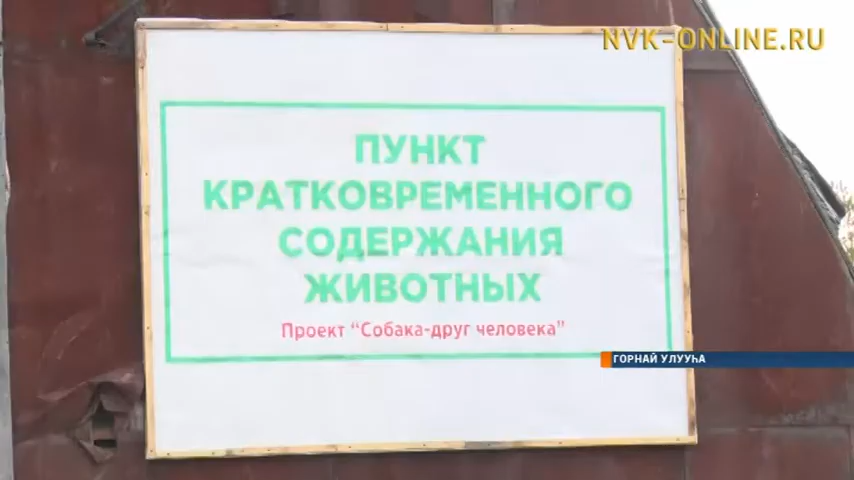 NVK-ONLINE.RU
ПУНКТ
КРАТКОВРЕМЕННОГО
СОДЕРЖАНИЯ
ЖИВОТНЫХ
Проект “Собака-друг человека”
ГОРНАЙ УЛУУҺА